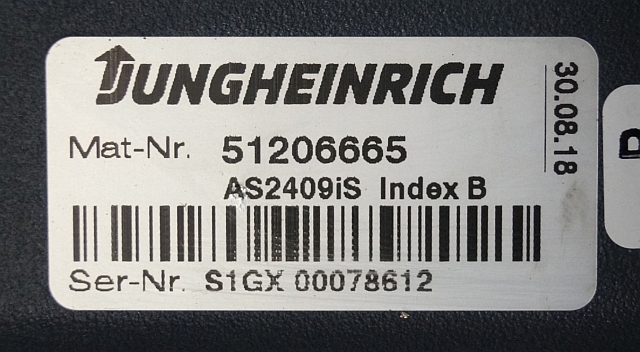 JUNGHEINRICH
30.08.18
Mat-Nr. 51206665
AS2409iS Index B
Ser-Nr. S1GX 00078612